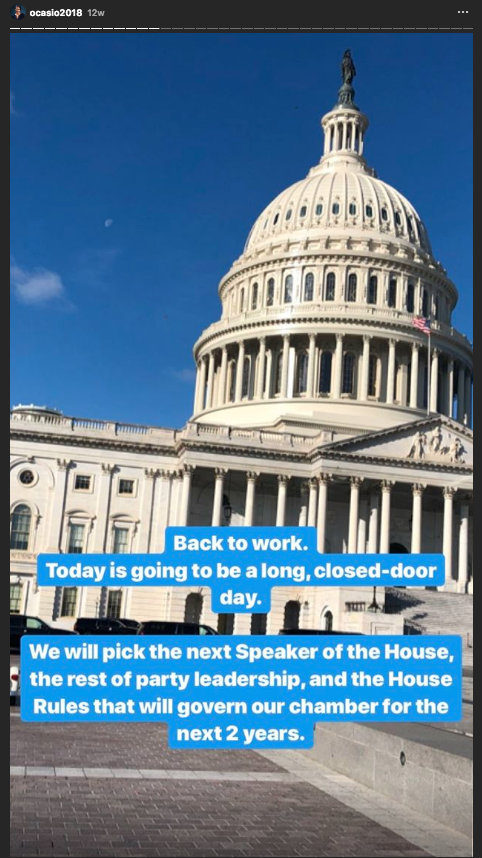 ocasio2018 12w
Back to work.
Today is going to be a long, closed-door
day.
We will pick the next Speaker of the House,
the rest of party leadership, and the House
Rules that will govern our chamber for the
next 2 years.